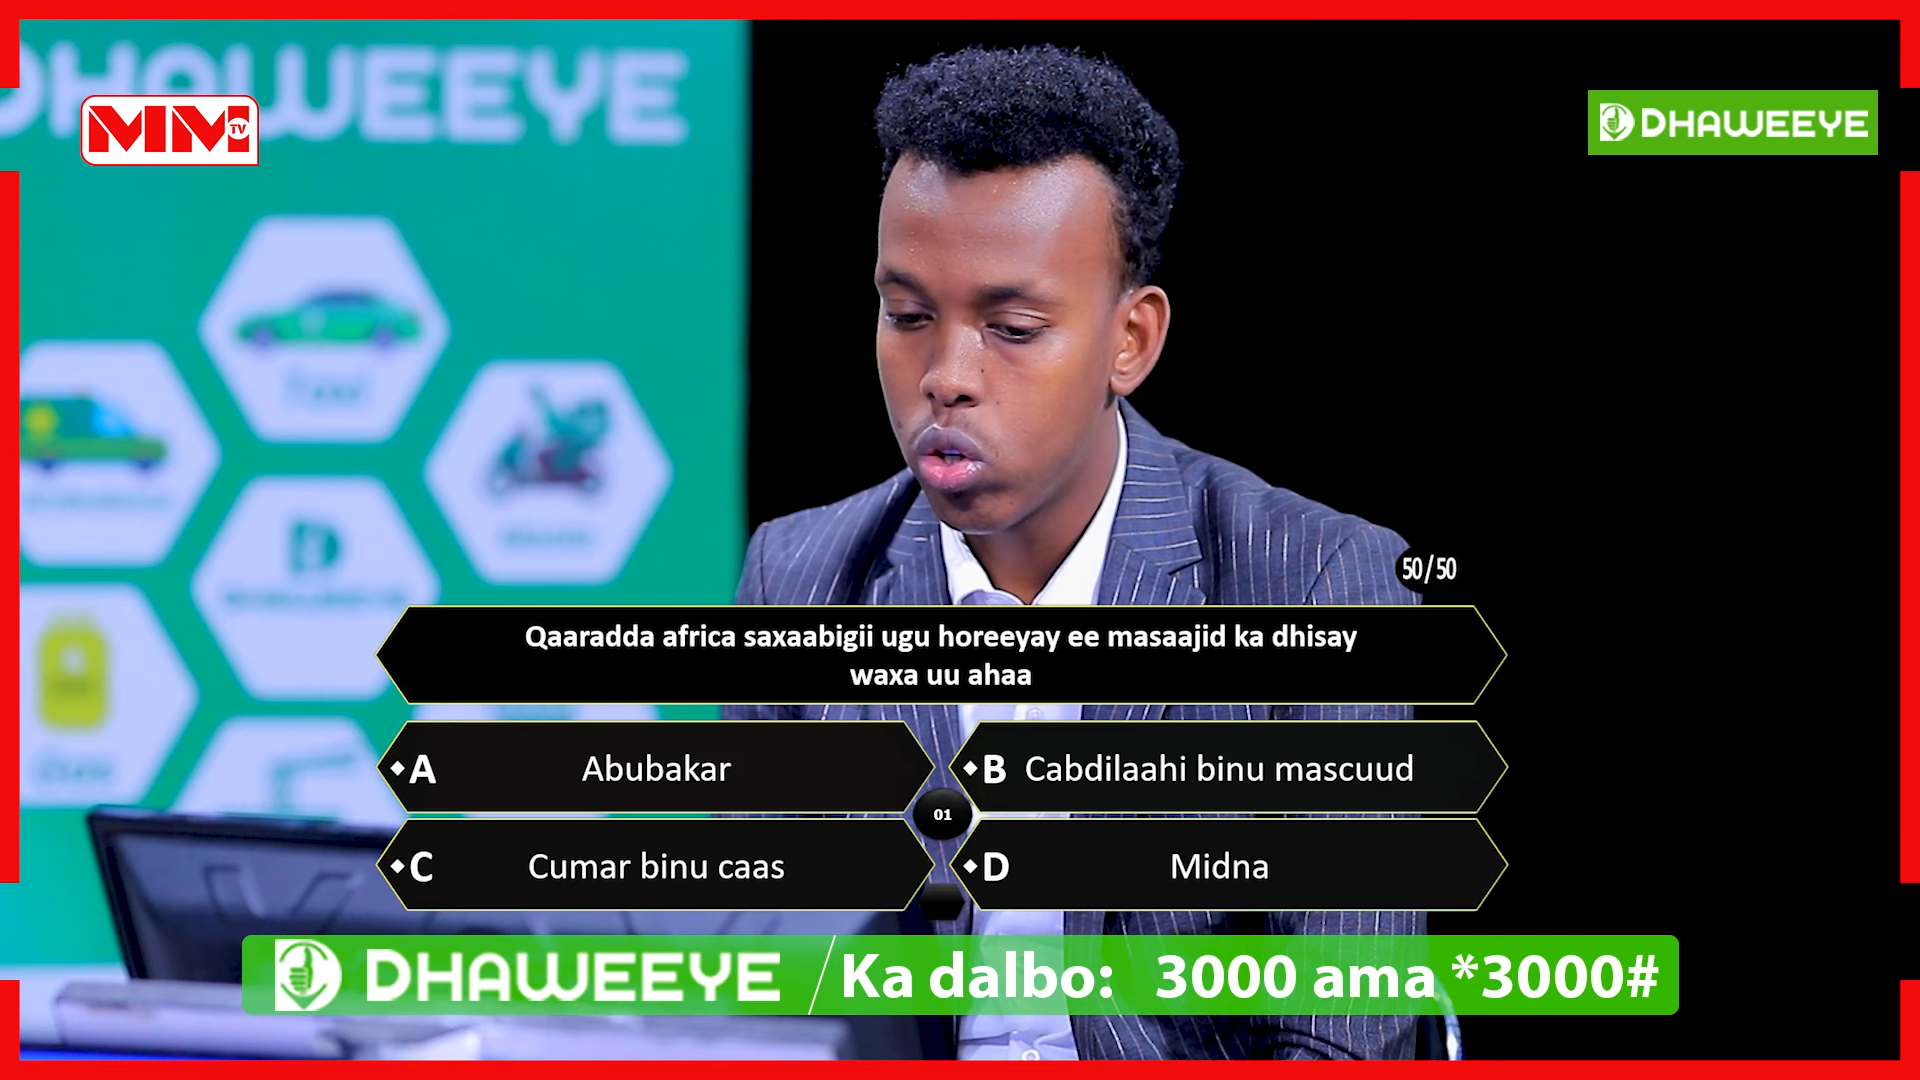 DHAWEEYE
MM TV
DHAWEEYE
Taxi
50/50
Qaaradda africa saxaabigii ugu horeeyay ee masaajid ka dhisay
waxa uu ahaa
A Abubakar
B Cabdilaahi binu mascuud
01
C Cumar binu caas
D Midna
DHAWEEYE Ka dalbo: 3000 ama *3000#